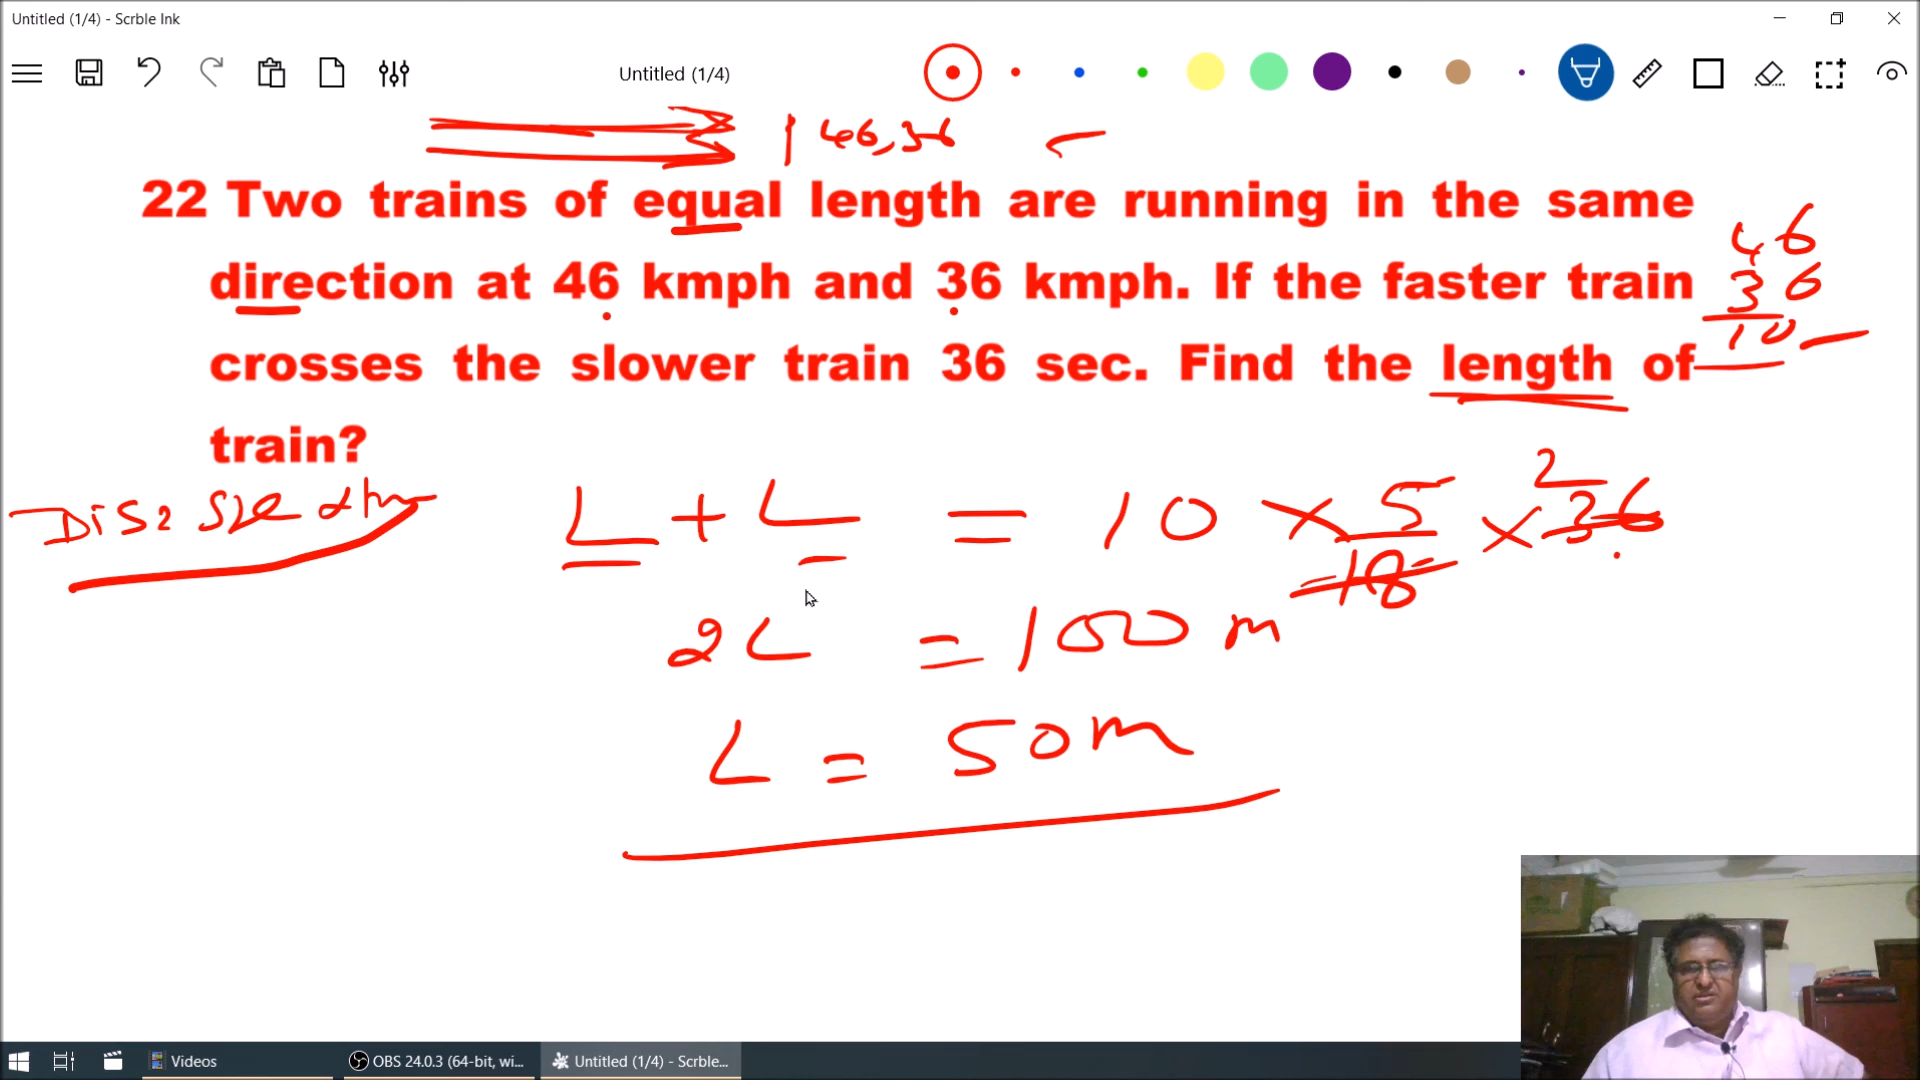 Untitled (1/4) - Scrble Ink
Untitled (1/4)
46,36
22 Two trains of equal length are running in the same
direction at 46 kmph and 36 kmph. If the faster train
crosses the slower train 36 sec. Find the length of
train?
46
36
10
L + L = 10 × 5/18 × 36
2
2L = 100 m
L = 50 m
Videos
OBS 24.0.3 (64-bit, wi...
Untitled (1/4) - Scrble...